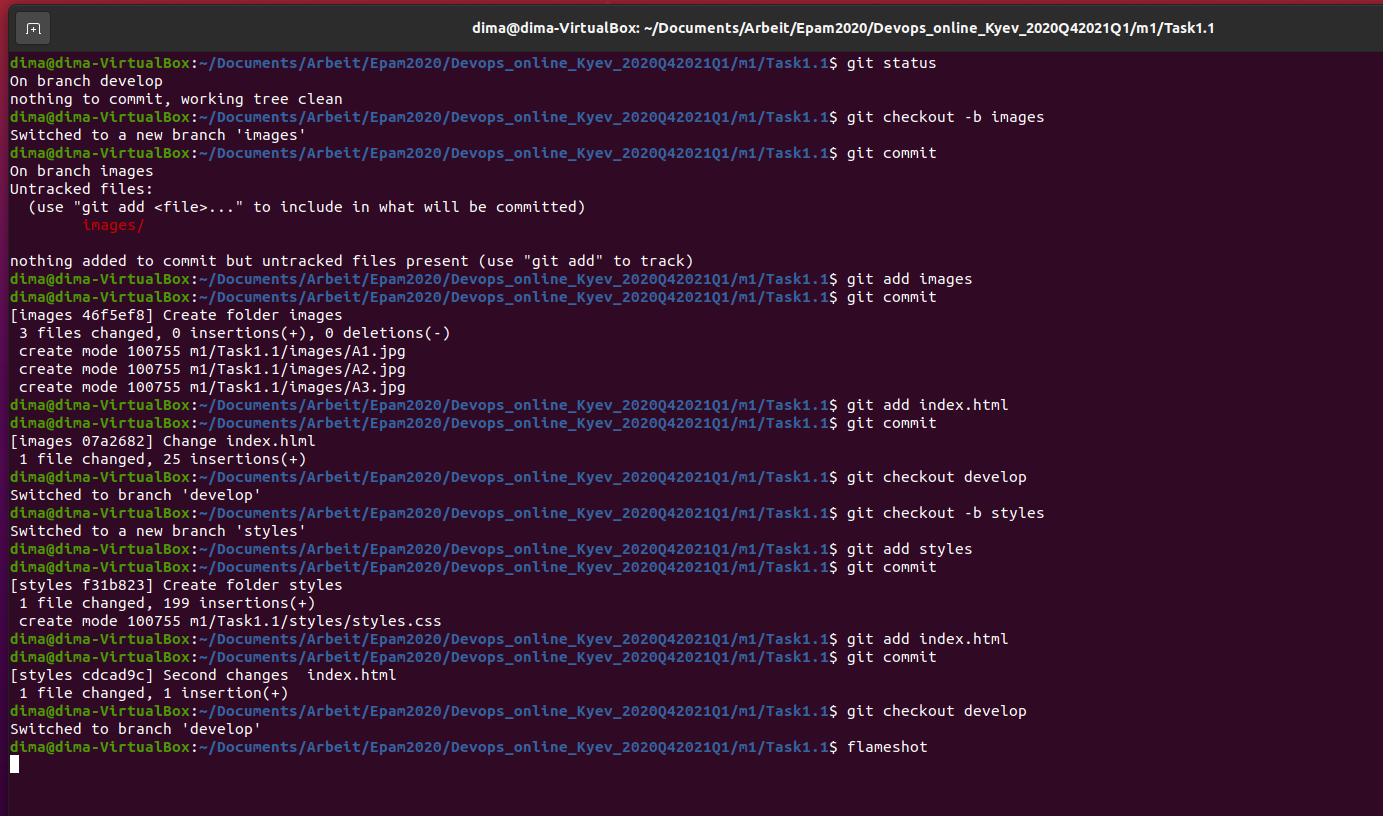 dima@dima-VirtualBox: ~/Documents/Arbeit/Epam2020/Devops_online_Kyev_2020Q42021Q1/m1/Task1.1
dima@dima-VirtualBox:~/Documents/Arbeit/Epam2020/Devops_online_Kyev_2020Q42021Q1/m1/Task1.1$ git status
On branch develop
nothing to commit, working tree clean
dima@dima-VirtualBox:~/Documents/Arbeit/Epam2020/Devops_online_Kyev_2020Q42021Q1/m1/Task1.1$ git checkout -b images
Switched to a new branch 'images'
dima@dima-VirtualBox:~/Documents/Arbeit/Epam2020/Devops_online_Kyev_2020Q42021Q1/m1/Task1.1$ git commit
On branch images
Untracked files:
  (use "git add <file>..." to include in what will be committed)
        images/

nothing added to commit but untracked files present (use "git add" to track)
dima@dima-VirtualBox:~/Documents/Arbeit/Epam2020/Devops_online_Kyev_2020Q42021Q1/m1/Task1.1$ git add images
dima@dima-VirtualBox:~/Documents/Arbeit/Epam2020/Devops_online_Kyev_2020Q42021Q1/m1/Task1.1$ git commit
[images 46f5ef8] Create folder images
 3 files changed, 0 insertions(+), 0 deletions(-)
 create mode 100755 m1/Task1.1/images/A1.jpg
 create mode 100755 m1/Task1.1/images/A2.jpg
 create mode 100755 m1/Task1.1/images/A3.jpg
dima@dima-VirtualBox:~/Documents/Arbeit/Epam2020/Devops_online_Kyev_2020Q42021Q1/m1/Task1.1$ git add index.html
dima@dima-VirtualBox:~/Documents/Arbeit/Epam2020/Devops_online_Kyev_2020Q42021Q1/m1/Task1.1$ git commit
[images 07a2682] Change index.hlml
 1 file changed, 25 insertions(+)
dima@dima-VirtualBox:~/Documents/Arbeit/Epam2020/Devops_online_Kyev_2020Q42021Q1/m1/Task1.1$ git checkout develop
Switched to branch 'develop'
dima@dima-VirtualBox:~/Documents/Arbeit/Epam2020/Devops_online_Kyev_2020Q42021Q1/m1/Task1.1$ git checkout -b styles
Switched to a new branch 'styles'
dima@dima-VirtualBox:~/Documents/Arbeit/Epam2020/Devops_online_Kyev_2020Q42021Q1/m1/Task1.1$ git add styles
dima@dima-VirtualBox:~/Documents/Arbeit/Epam2020/Devops_online_Kyev_2020Q42021Q1/m1/Task1.1$ git commit
[styles f31b823] Create folder styles
 1 file changed, 199 insertions(+)
 create mode 100755 m1/Task1.1/styles/styles.css
dima@dima-VirtualBox:~/Documents/Arbeit/Epam2020/Devops_online_Kyev_2020Q42021Q1/m1/Task1.1$ git add index.html
dima@dima-VirtualBox:~/Documents/Arbeit/Epam2020/Devops_online_Kyev_2020Q42021Q1/m1/Task1.1$ git commit
[styles cdcad9c] Second changes  index.html
 1 file changed, 1 insertion(+)
dima@dima-VirtualBox:~/Documents/Arbeit/Epam2020/Devops_online_Kyev_2020Q42021Q1/m1/Task1.1$ git checkout develop
Switched to branch 'develop'
dima@dima-VirtualBox:~/Documents/Arbeit/Epam2020/Devops_online_Kyev_2020Q42021Q1/m1/Task1.1$ flameshot